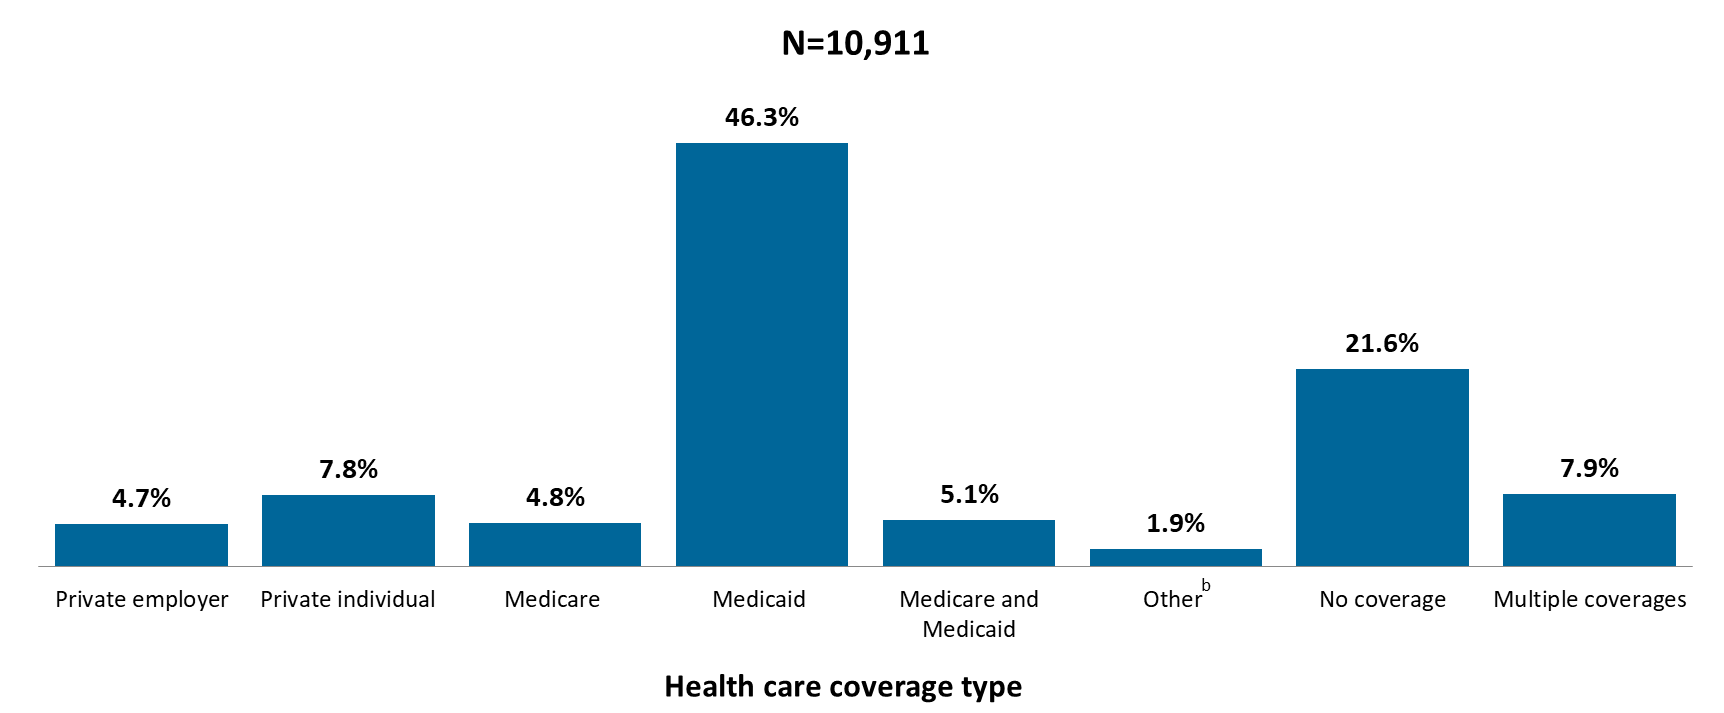 N=10,911
46.3%
21.6%
7.8%
7.9%
4.7%
4.8%
5.1%
1.9%
Private employer
Private individual
Medicare
Medicaid
Medicare and
Medicaid
Otherᵇ
No coverage
Multiple coverages
Health care coverage type